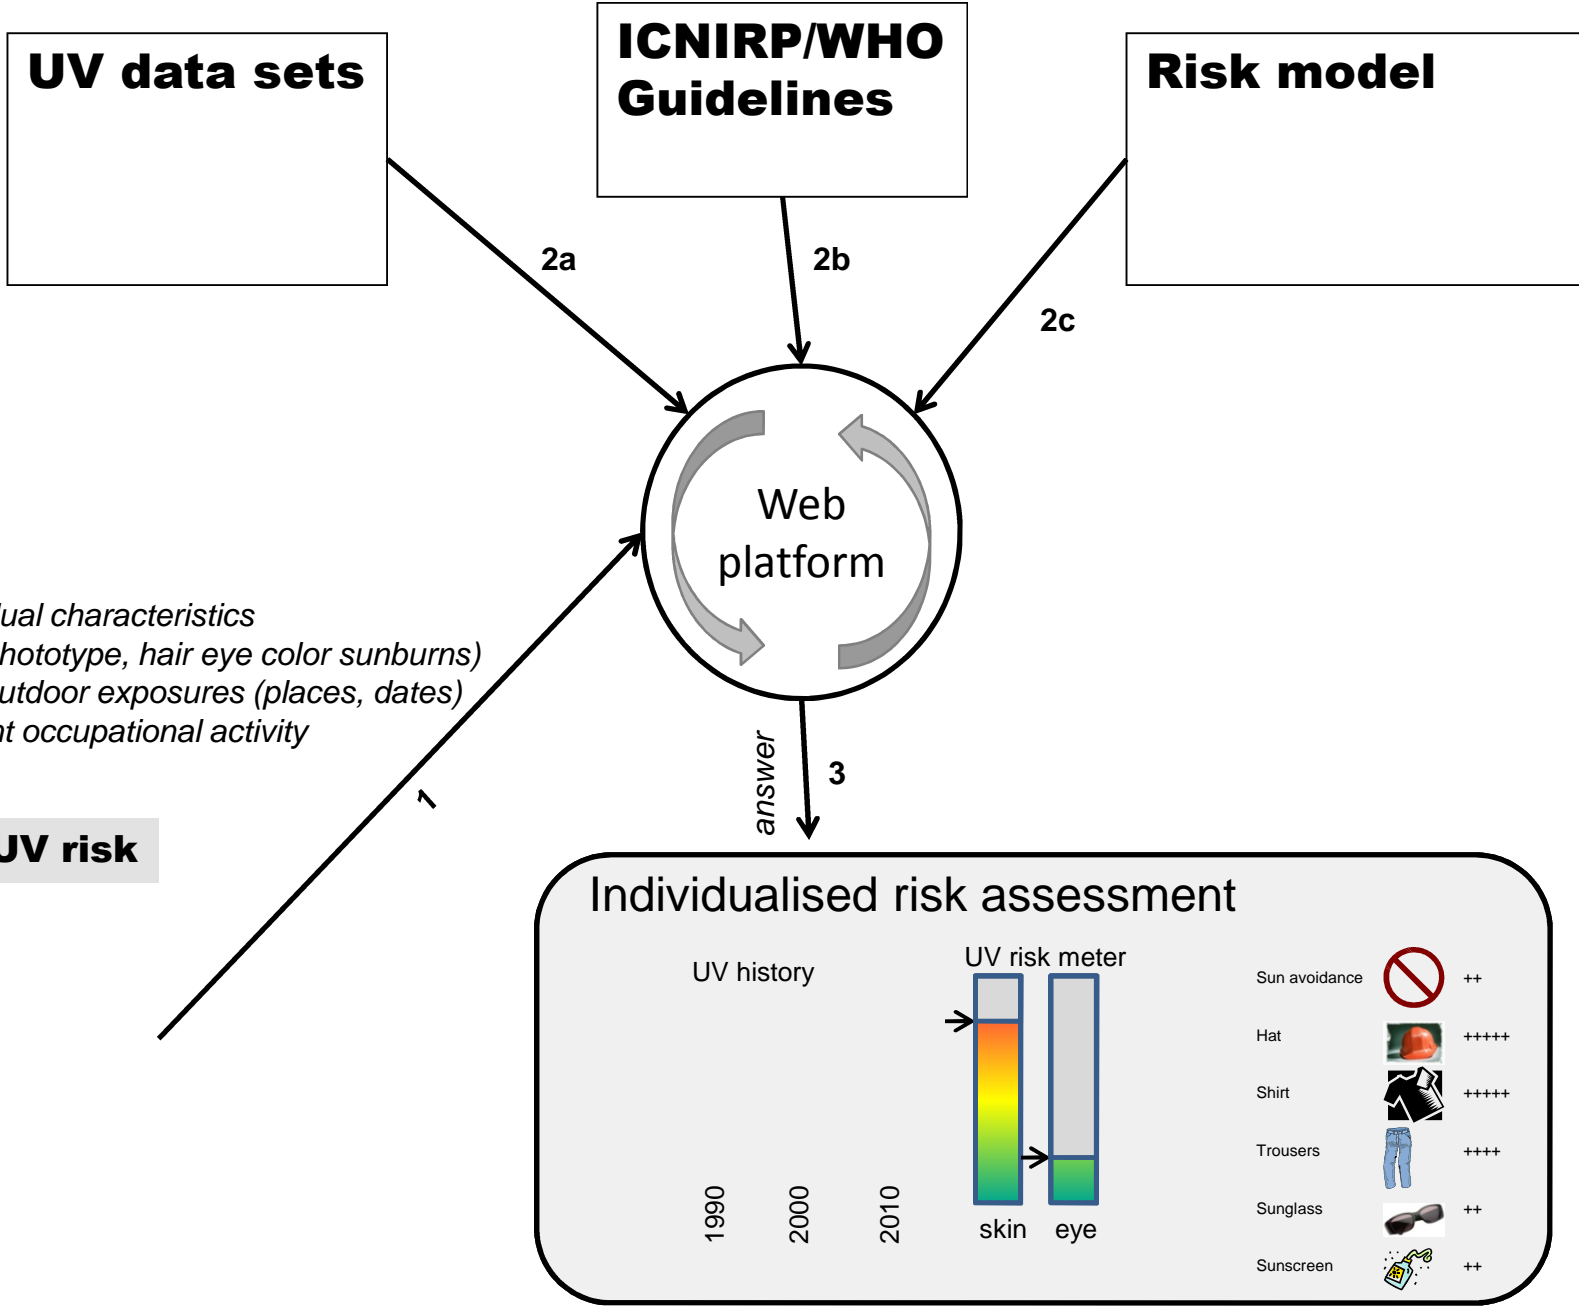 UV data sets
ICNIRP/WHO
Guidelines
Risk model
2a
2b
2c
Web
platform
dual characteristics
hototype, hair eye color sunburns)
utdoor exposures (places, dates)
nt occupational activity
1
UV risk
answer
3
Individualised risk assessment
UV history
UV risk meter
1990
2000
2010
skin
eye
Sun avoidance ++
Hat +++++
Shirt +++++
Trousers ++++
Sunglass ++
Sunscreen ++